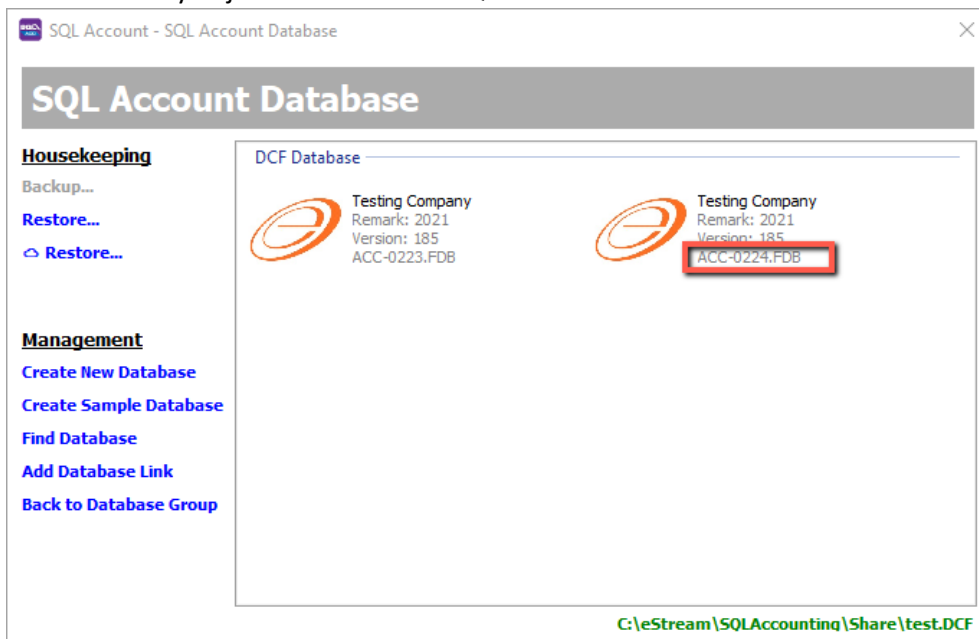 SQL Account - SQL Account Database
SQL Account Database
Housekeeping
Backup...
Restore...
Restore...
Management
Create New Database
Create Sample Database
Find Database
Add Database Link
Back to Database Group
DCF Database
Testing Company
Remark: 2021
Version: 185
ACC-0223.FDB
Testing Company
Remark: 2021
Version: 185
ACC-0224.FDB
C:\eStream\SQLAccounting\Share\test.DCF